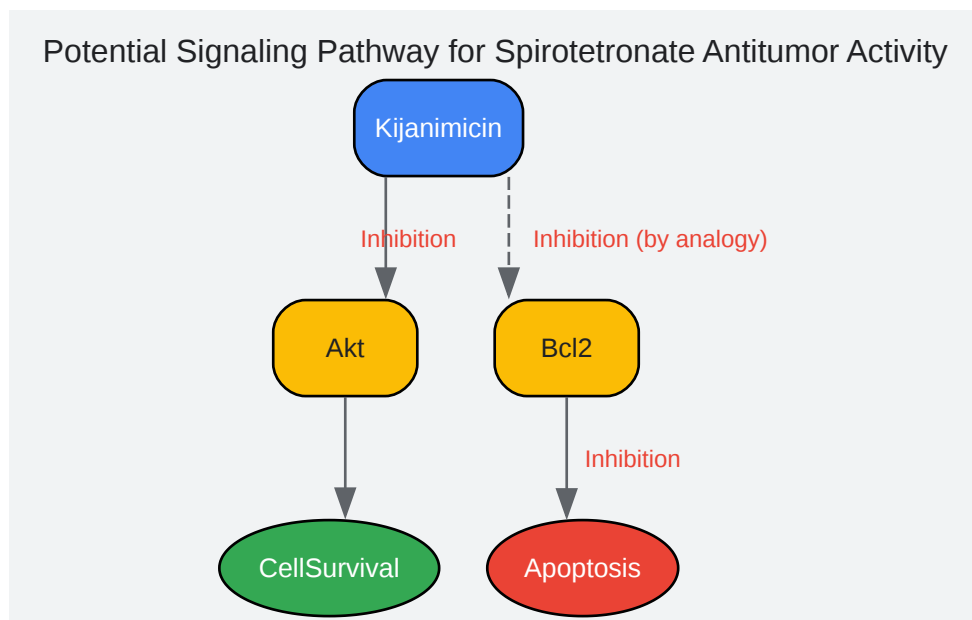 Potential Signaling Pathway for Spirotetronate Antitumor Activity
Kijanimicin
Inhibition
Inhibition (by analogy)
Akt
Bcl2
Inhibition
CellSurvival
Apoptosis